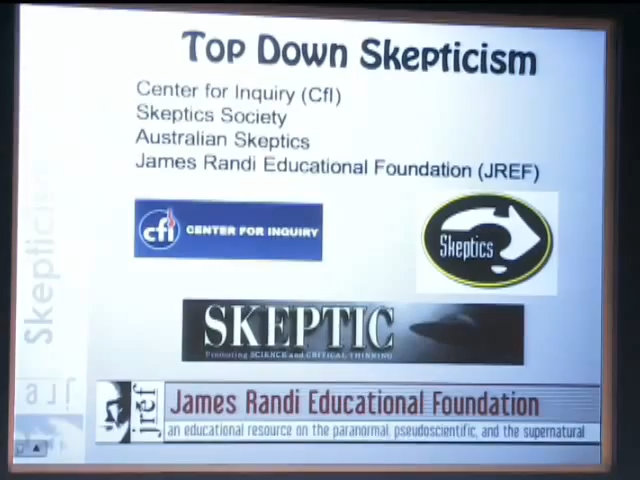 Top Down Skepticism
Center for Inquiry (CfI)
Skeptics Society
Australian Skeptics
James Randi Educational Foundation (JREF)
cfi CENTER FOR INQUIRY
Skeptics
SKEPTIC
Promoting SCIENCE and CRITICAL THINKING
jref
James Randi Educational Foundation
an educational resource on the paranormal, pseudoscientific, and the supernatural
Skepticism